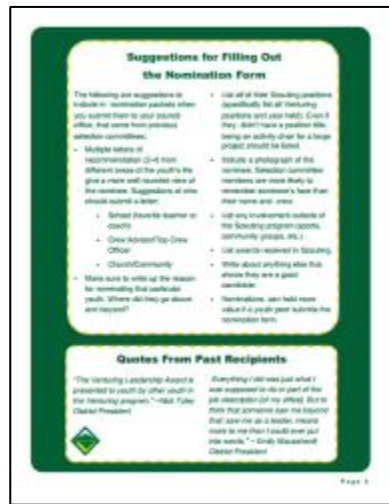 Suggestions for Filling Out
the Nomination Form
The following are suggestions to
include in nomination packets when
you submit them to your council
office, that come from previous
selection committees.
• Multiple letters of
recommendation (3-4) from
different areas of the youth's life
give a more well rounded view of
the nominee. Suggestions of who
should submit a letter:
• School (favorite teacher or
coach)
• Crew Advisor/Top Crew
Officer
• Church/Community
• Make sure to write up the reason
for nominating that particular
youth. Where did they go above
and beyond?
• List all of their Scouting positions
(specifically list all Venturing
positions and year held). Even if
they didn't have a position title,
being an activity chair for a large
project should be listed.
• Include a photograph of the
nominee. Selection committee
members are more likely to
remember someone's face than
their name and crew.
• List any involvement outside of
the Scouting program (sports,
community groups, etc.)
• List awards received in Scouting.
• Write about anything else that
shows they are a good
candidate.
• Nominations can hold more
value if a youth peer submits the
nomination form.
Quotes From Past Recipients
"The Venturing Leadership Award is
presented to youth by other youth in
the Venturing program." ~Nick Tuley
District President
"Everything I did was just what I
was supposed to do or part of the
job description [of my office]. But to
think that someone saw me beyond
that, saw me as a leader, means
more to me than I could ever put
into words." ~ Emily
District President
Page